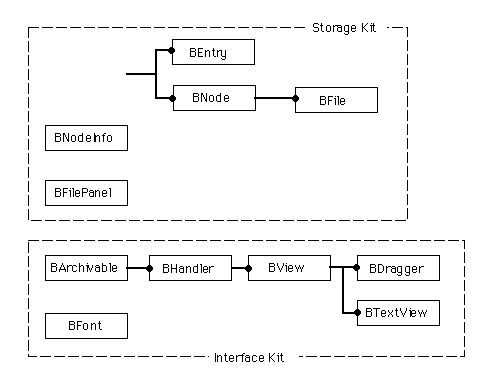 Storage Kit
BEntry
BNode
BFile
BNodeInfo
BFilePanel
BArchivable
BHandler
BView
BDragger
BTextView
BFont
Interface Kit